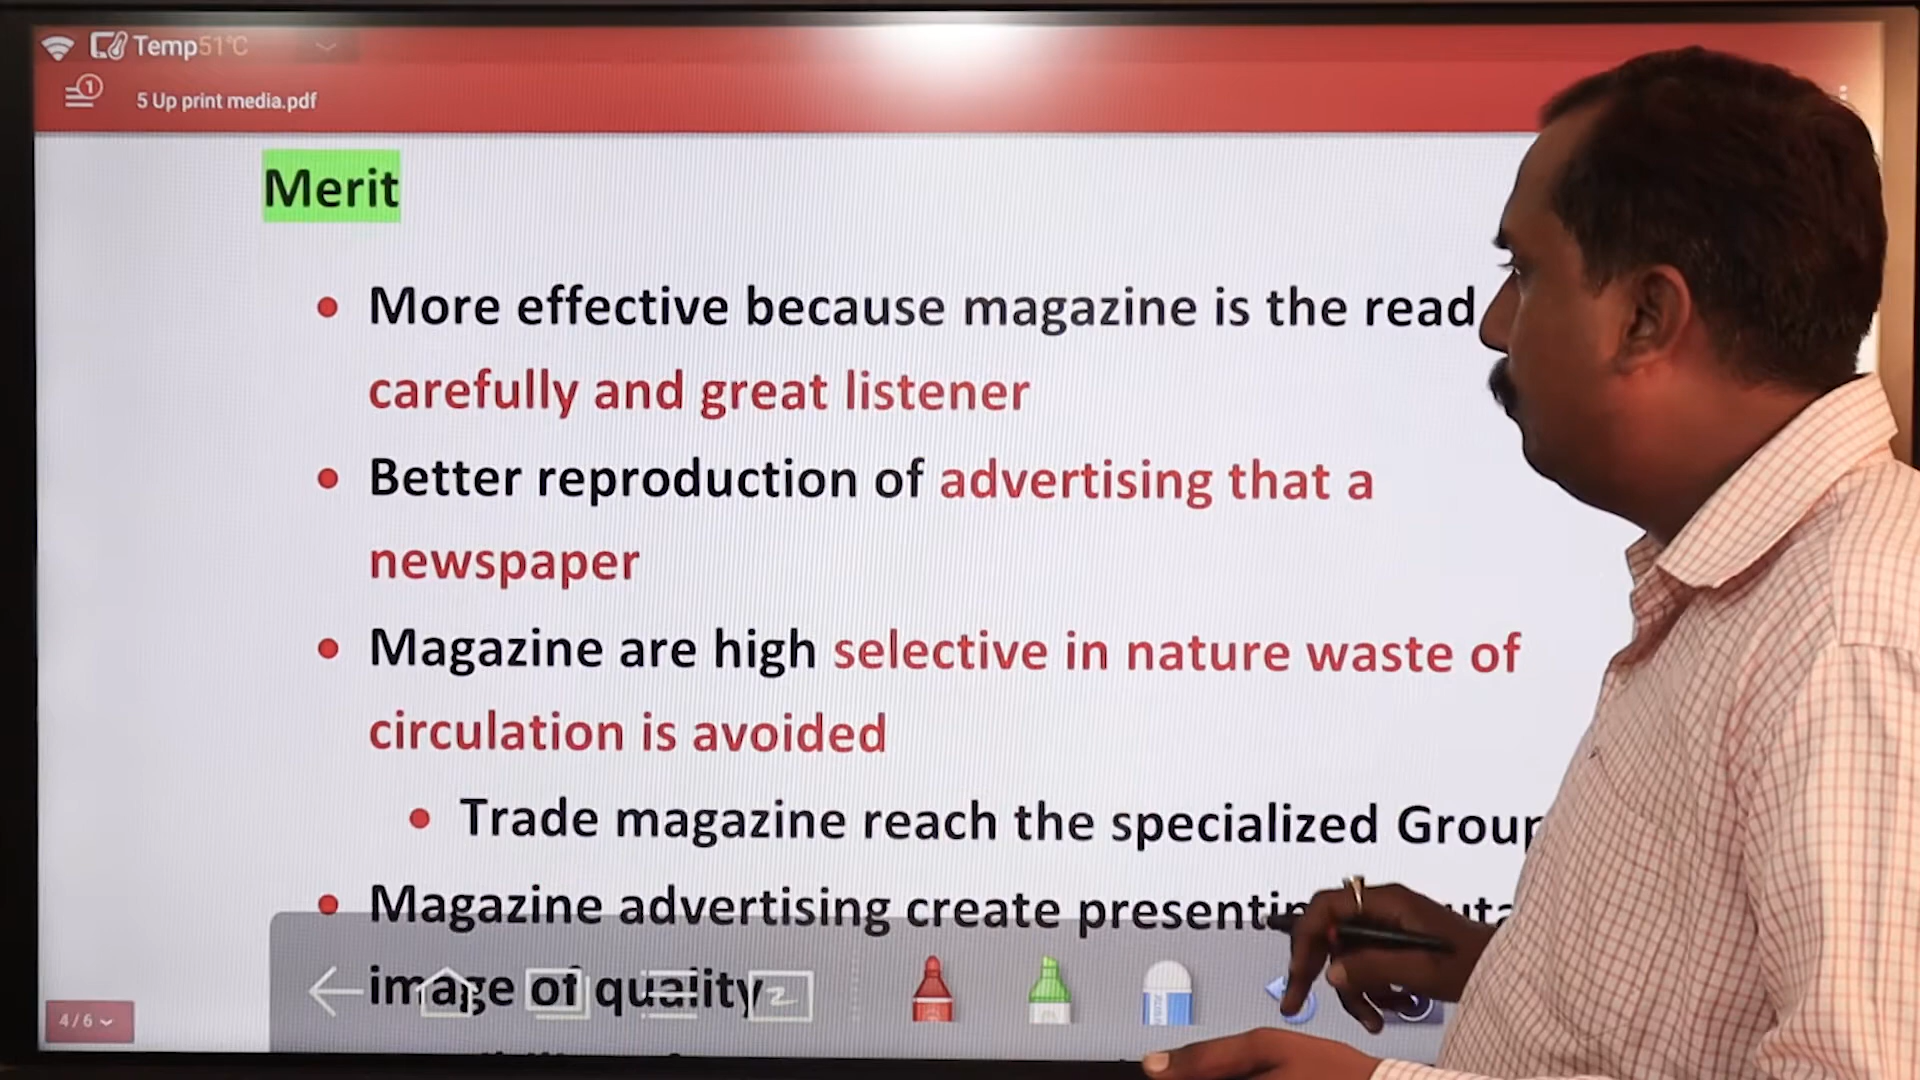 Temp51°C
1
5 Up print media.pdf
Merit
• More effective because magazine is the read
carefully and great listener
• Better reproduction of advertising that a
newspaper
• Magazine are high selective in nature waste of
circulation is avoided
• Trade magazine reach the specialized Group
• Magazine advertising create
image of quality
4/6